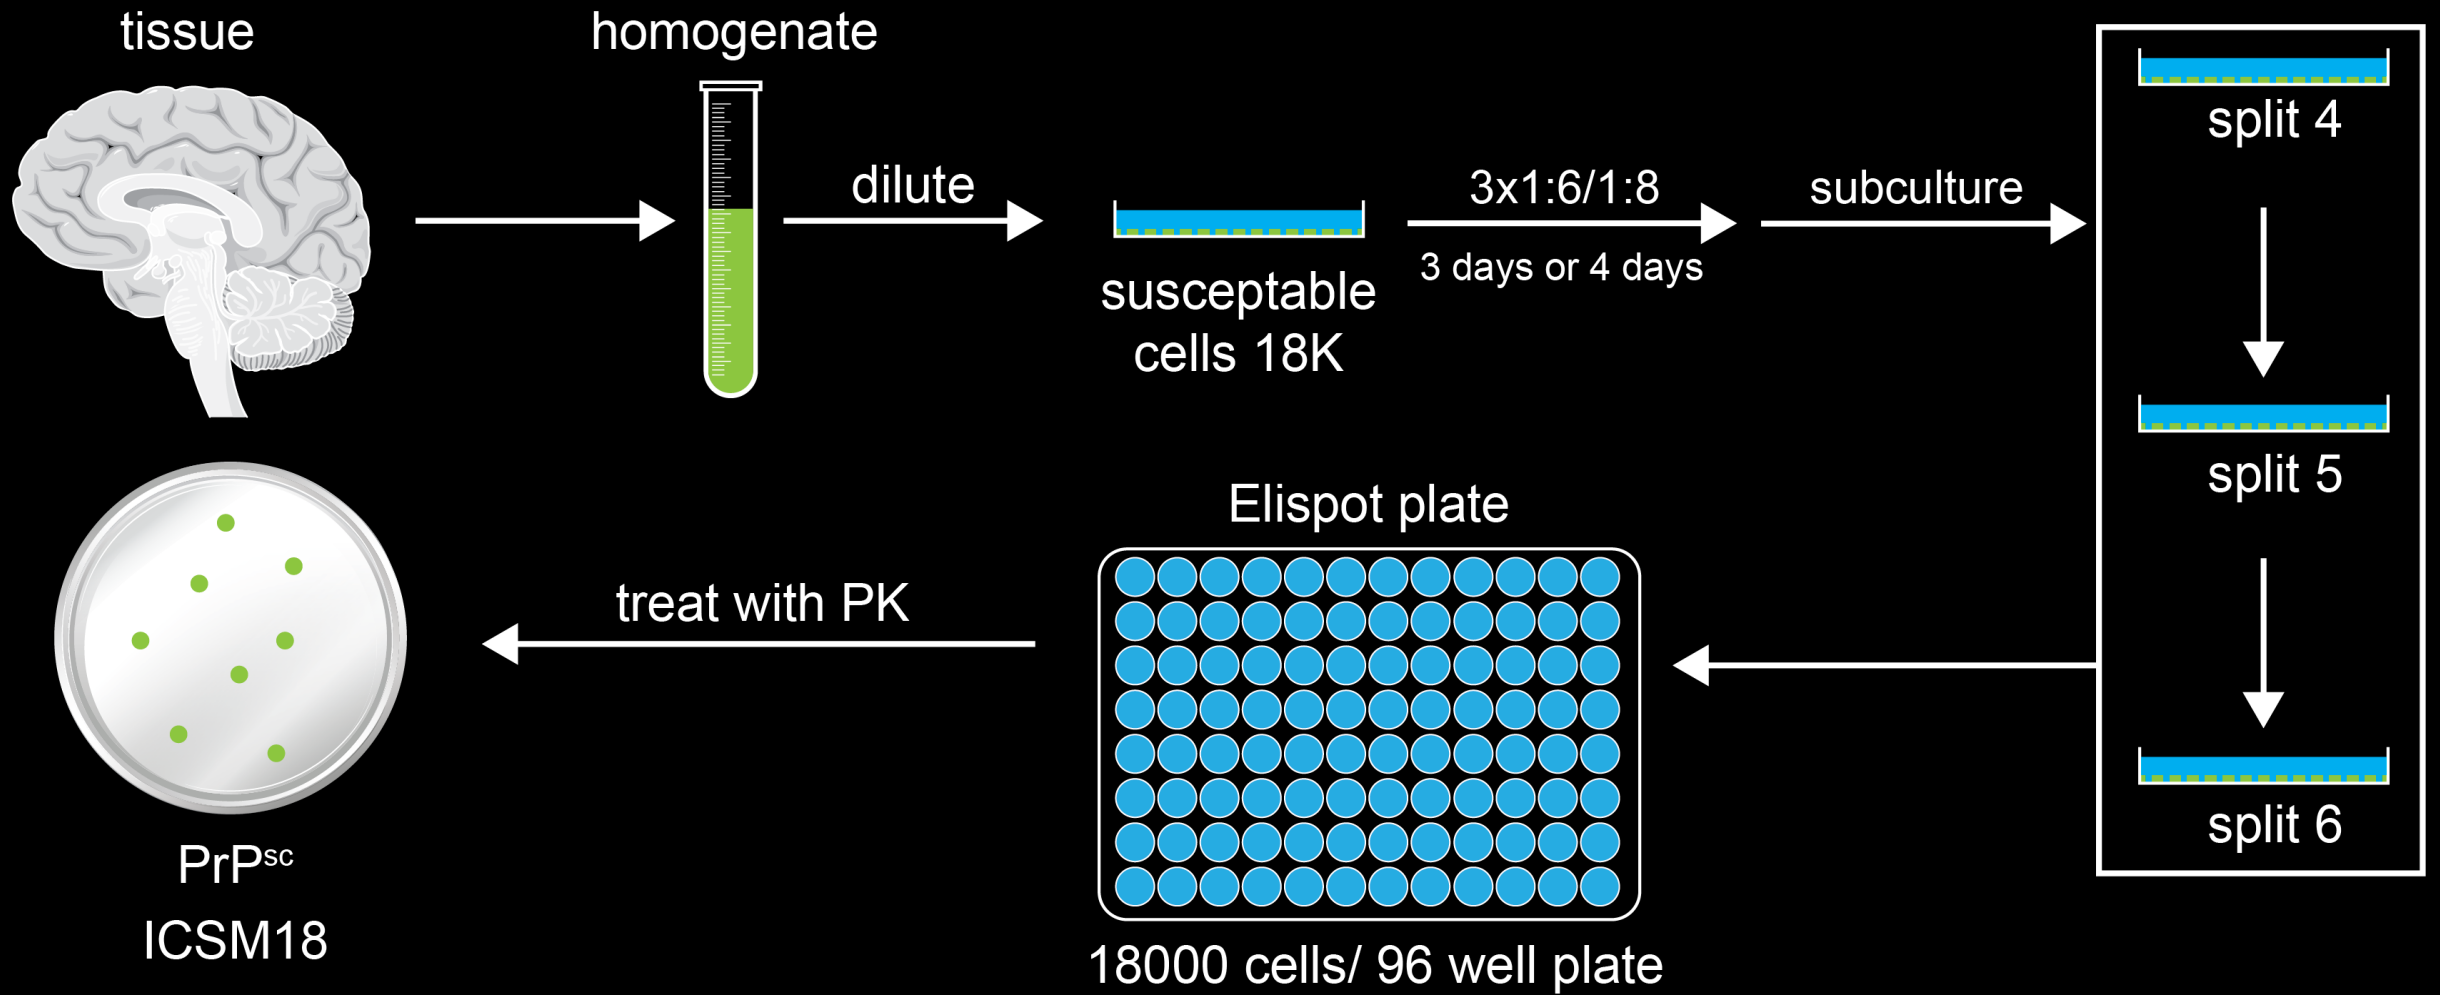 tissue
homogenate
dilute
susceptable
cells 18K
3x1:6/1:8
3 days or 4 days
subculture
split 4
split 5
split 6
Elispot plate
18000 cells/ 96 well plate
treat with PK
PrPsc
ICSM18